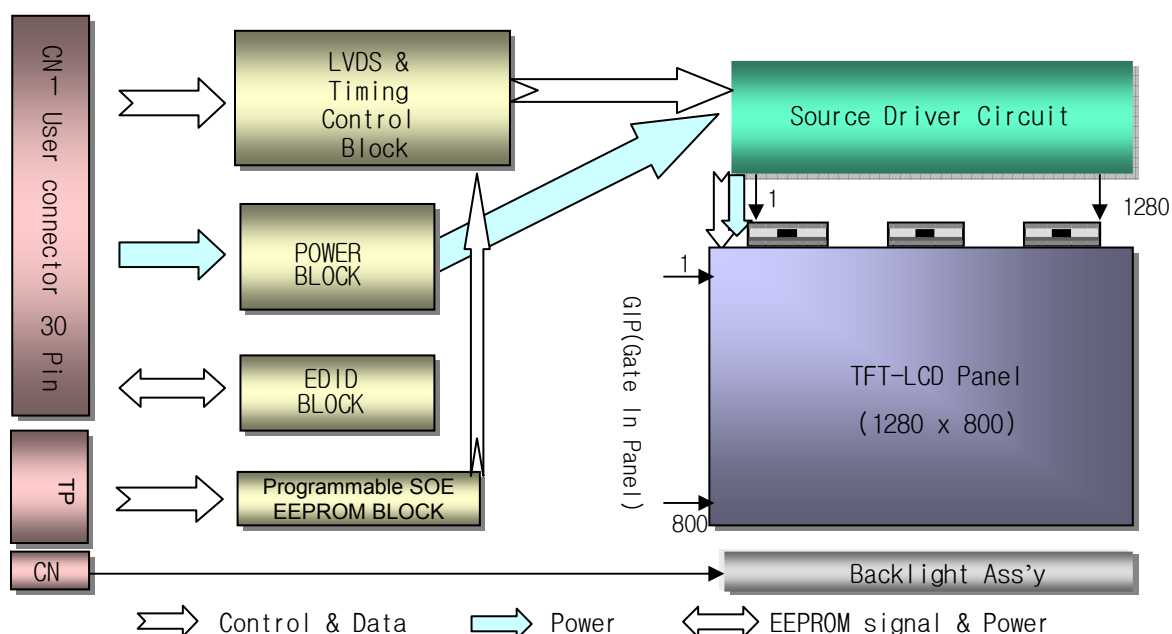 CN-1 User connector 30 Pin
LVDS &
Timing
Control
Block
Source Driver Circuit
1
1280
POWER
BLOCK
1
GIP(Gate In Panel)
TFT-LCD Panel
(1280 x 800)
EDID
BLOCK
TP
Programmable SOE
EEPROM BLOCK
800
CN
Backlight Ass'y
Control & Data
Power
EEPROM signal & Power